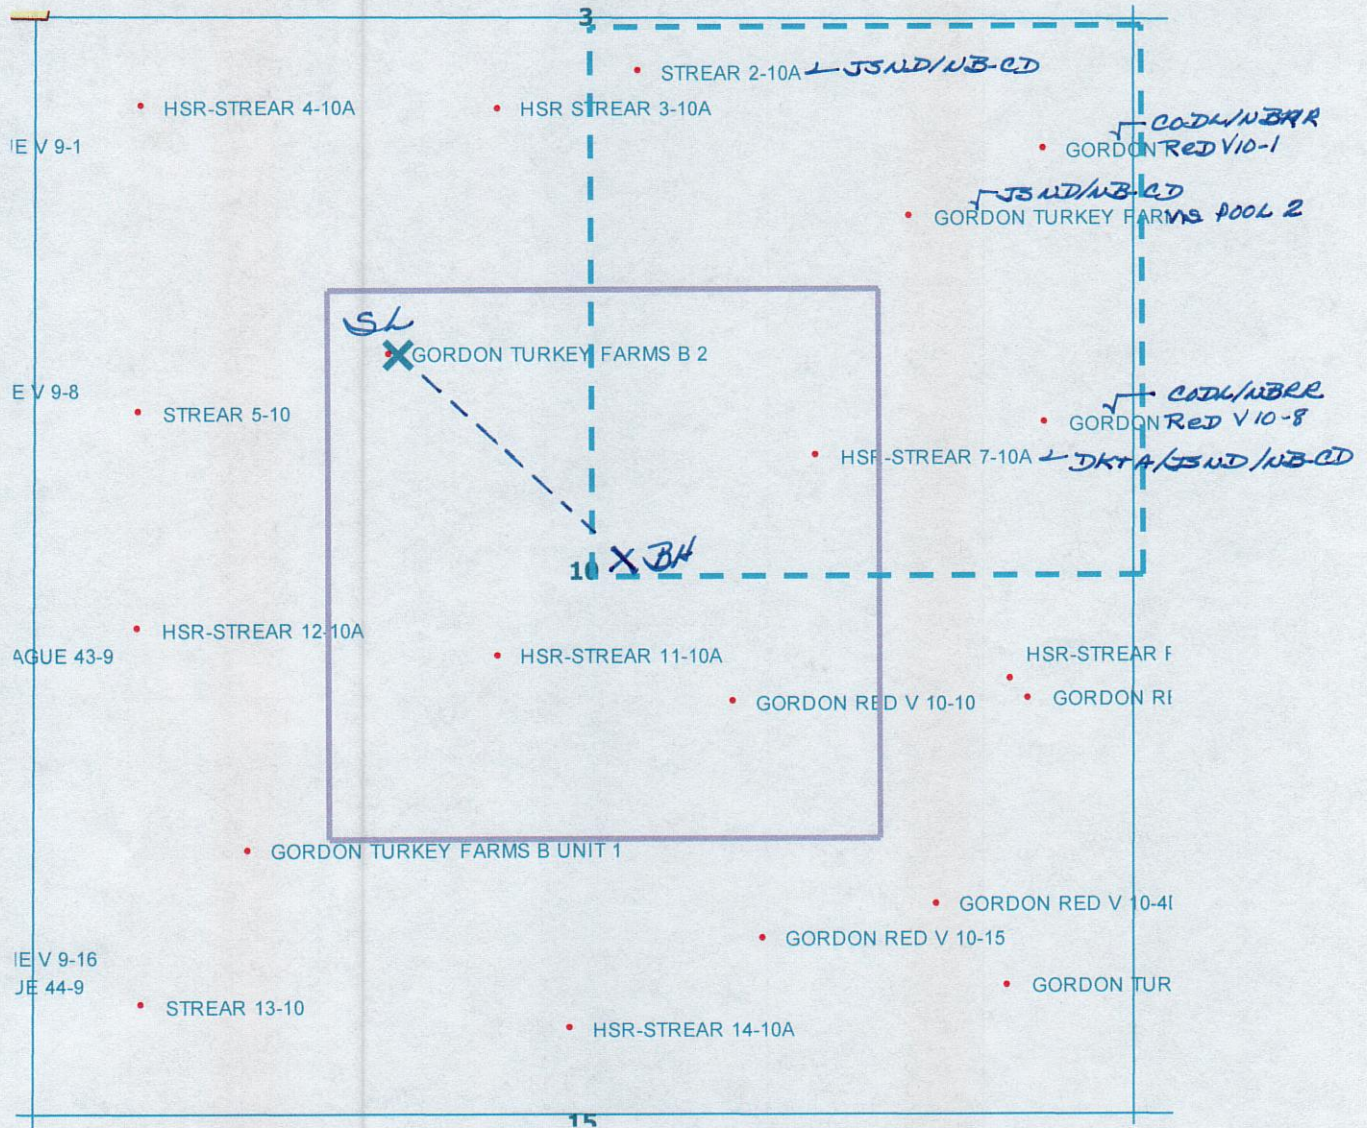 3
STREAR 2-10A JSND/NB-CD
HSR-STREAR 4-10A
HSR STREAR 3-10A
CODL/NBRR
IE V 9-1
GORDON RED V10-1
JSND/NB-CD
GORDON TURKEY FARMS POOL 2
SL
GORDON TURKEY FARMS B 2
E V 9-8
STREAR 5-10
CODL/NBRR
GORDON RED V 10-8
HSR-STREAR 7-10A DKTA/JSND/NB-CD
X BH
10
HSR-STREAR 12-10A
AGUE 43-9
HSR-STREAR 11-10A
HSR-STREAR F
GORDON RED V 10-10
GORDON RE
GORDON TURKEY FARMS B UNIT 1
GORDON RED V 10-4I
GORDON RED V 10-15
IE V 9-16
JE 44-9
GORDON TUR
STREAR 13-10
HSR-STREAR 14-10A
15